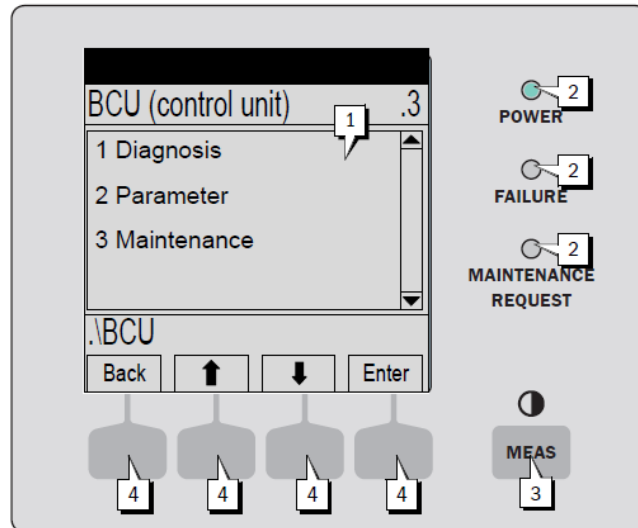 BCU (control unit) .3
1
1 Diagnosis
2 Parameter
3 Maintenance
.\BCU
Back
Enter
2
POWER
2
FAILURE
2
MAINTENANCE
REQUEST
MEAS
4
4
4
4
3